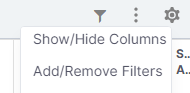 Show/Hide Columns
S..
Add/Remove Filters
A..